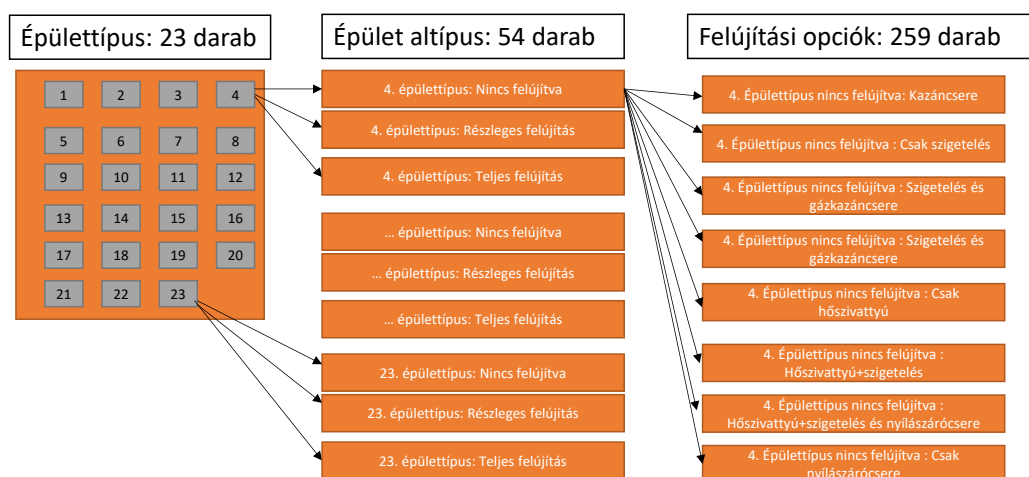 Épülettípus: 23 darab
1 2 3 4
5 6 7 8
9 10 11 12
13 14 15 16
17 18 19 20
21 22 23
Épület altípus: 54 darab
4. épülettípus: Nincs felújítva
4. épülettípus: Részleges felújítás
4. épülettípus: Teljes felújítás
... épülettípus: Nincs felújítva
... épülettípus: Részleges felújítás
... épülettípus: Teljes felújítás
23. épülettípus: Nincs felújítva
23. épülettípus: Részleges felújítás
23. épülettípus: Teljes felújítás
Felújítási opciók: 259 darab
4. Épülettípus nincs felújítva: Kazáncsere
4. Épülettípus nincs felújítva : Csak szigetelés
4. Épülettípus nincs felújítva : Szigetelés és
gázkazáncsere
4. Épülettípus nincs felújítva : Szigetelés és
gázkazáncsere
4. Épülettípus nincs felújítva : Csak
hőszivattyú
4. Épülettípus nincs felújítva :
Hőszivattyú+szigetelés
4. Épülettípus nincs felújítva :
Hőszivattyú+szigetelés és nyílászárócsere
4. Épülettípus nincs felújítva : Csak
nyílászárócsere